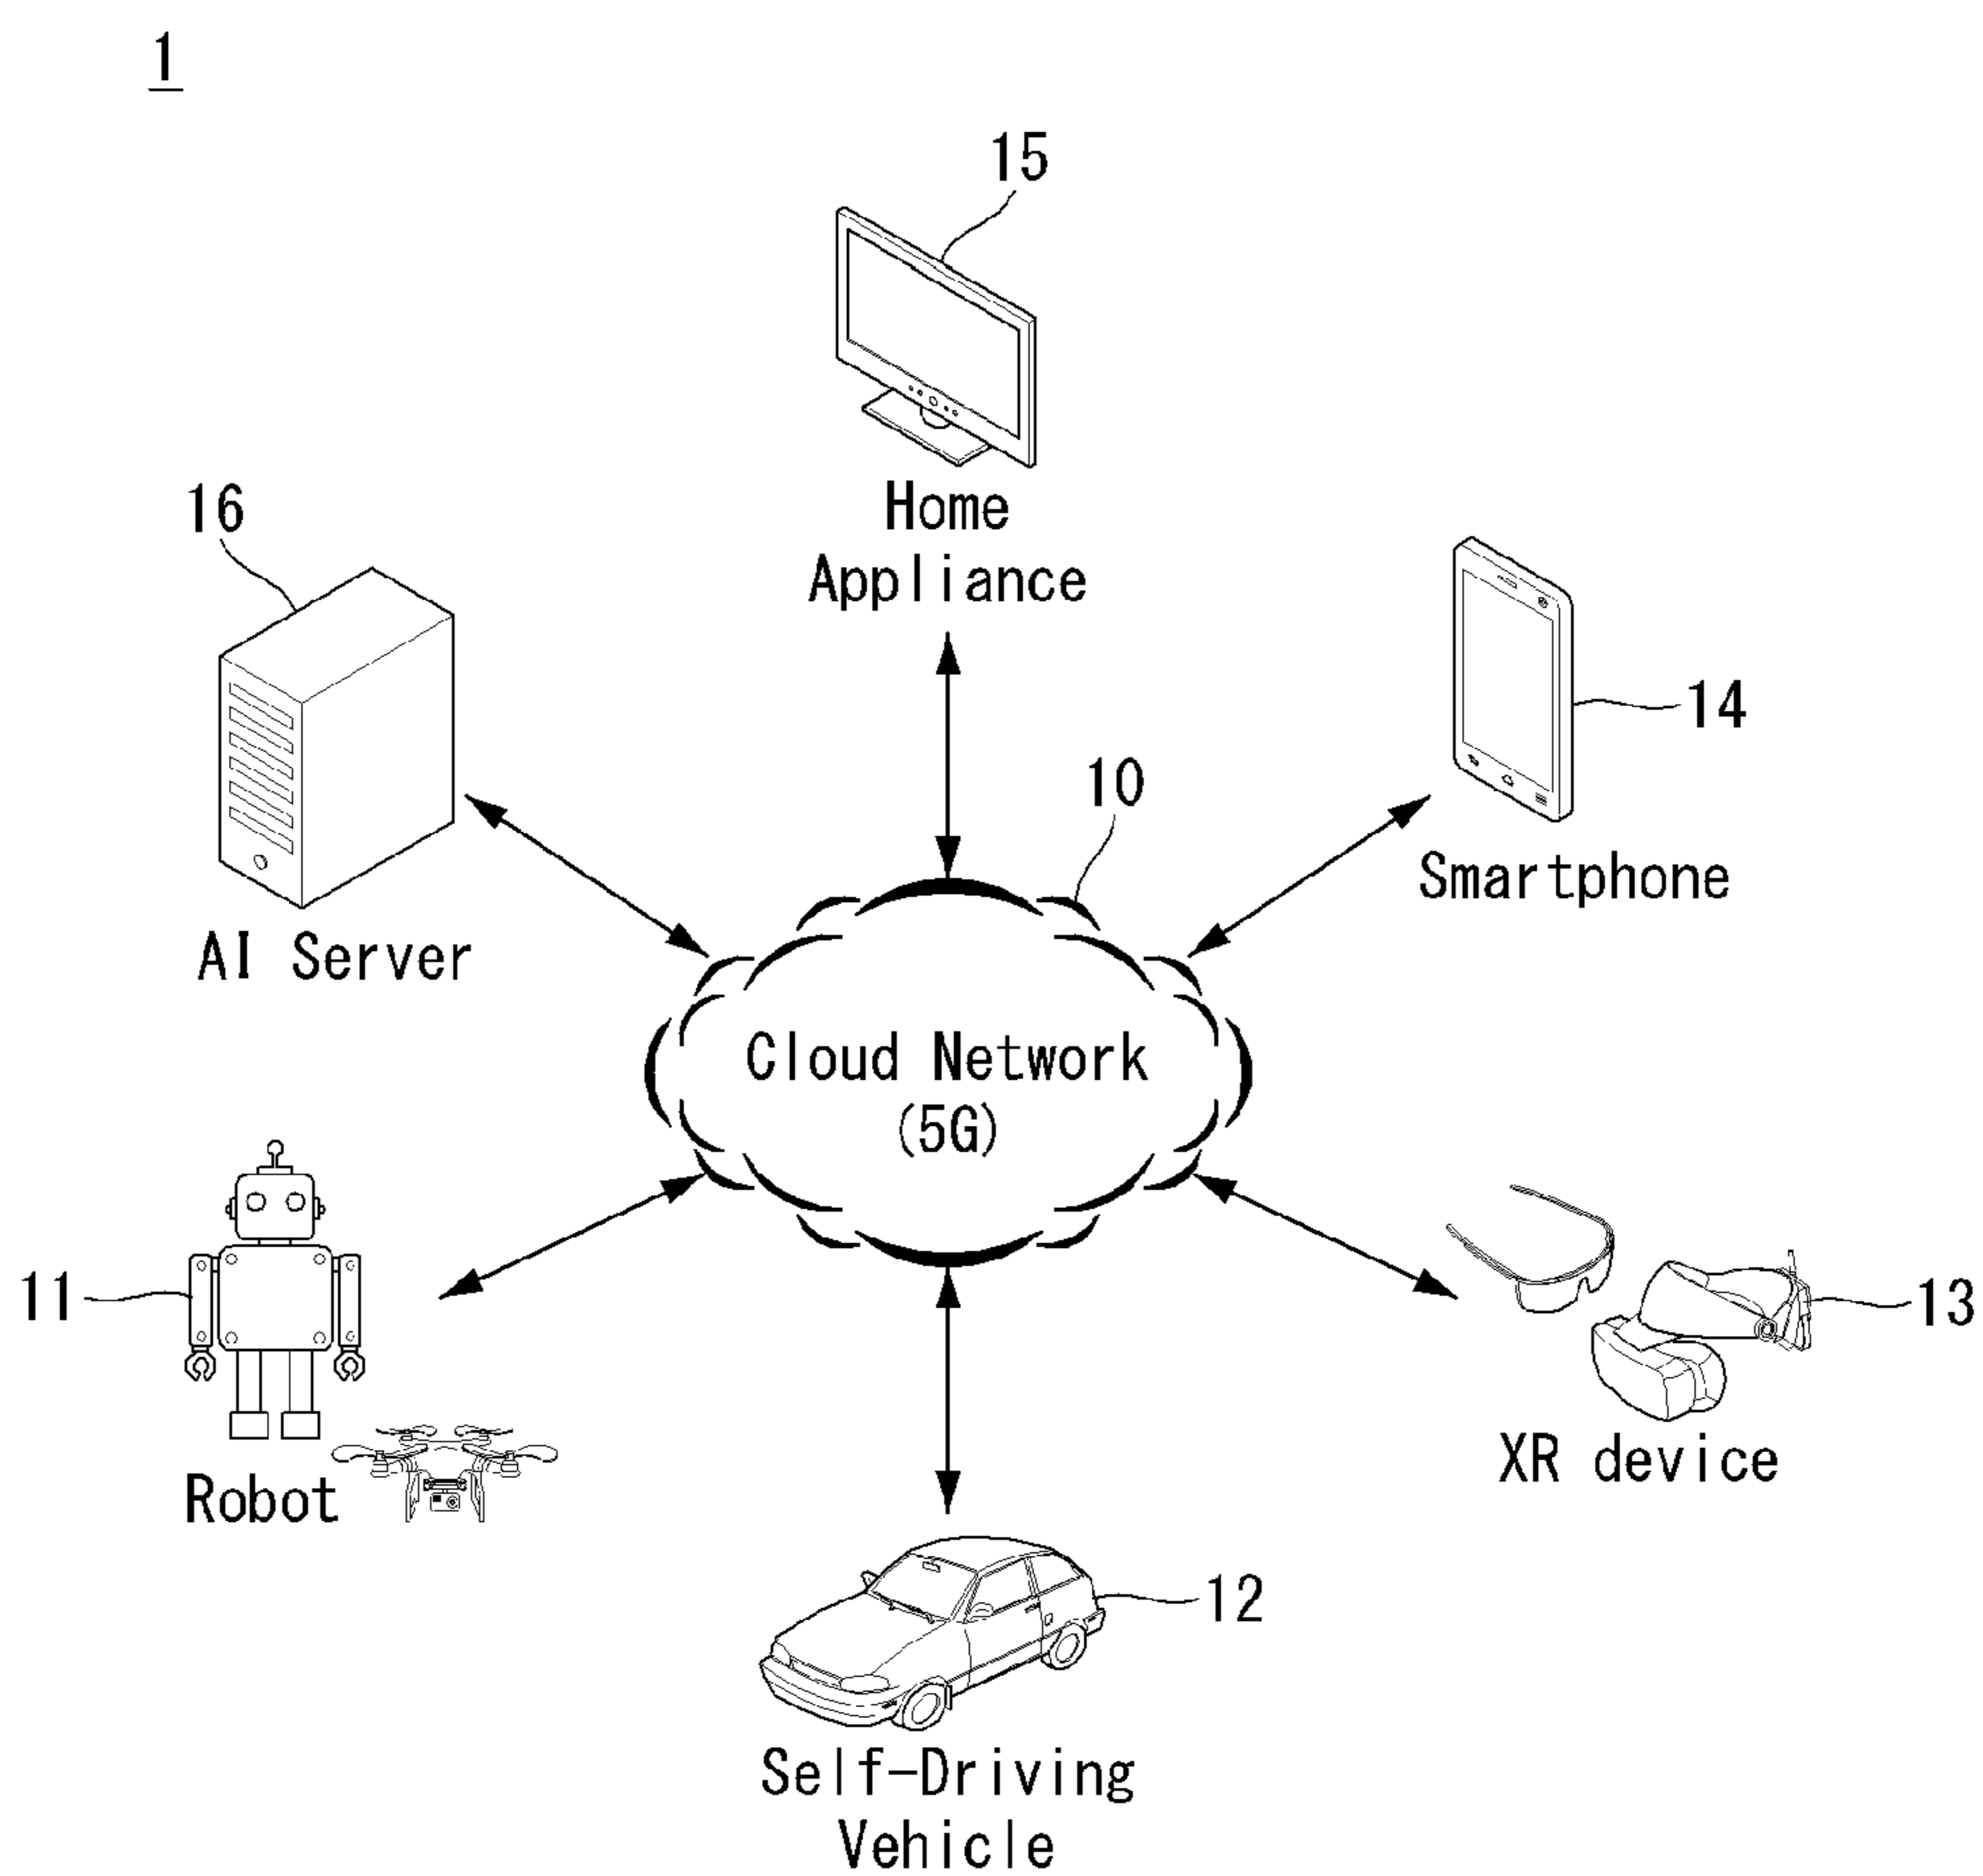 1
15
Home
Appliance
16
14
10
Smartphone
AI Server
Cloud Network
(5G)
11
13
XR device
Robot
12
Self-Driving
Vehicle